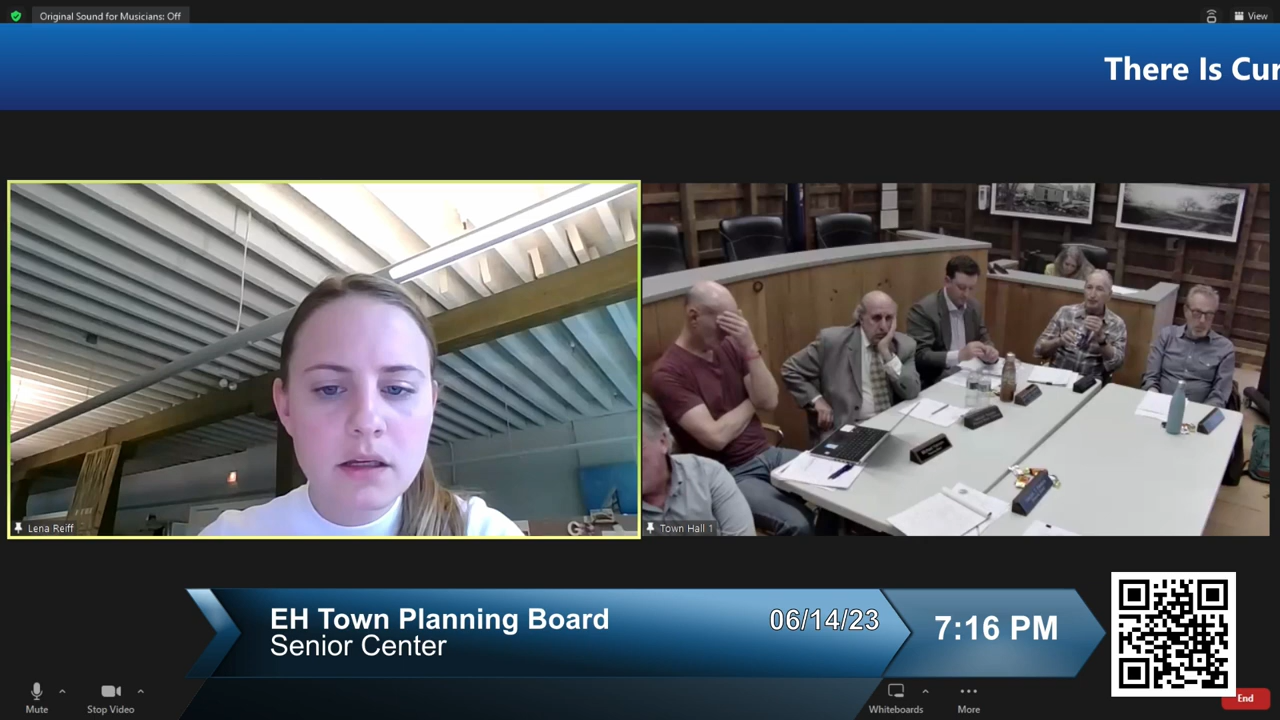 Original Sound for Musicians: Off
View
There Is Cur
Lena Reiff
Town Hall 1
EH Town Planning Board
06/14/23
7:16 PM
Senior Center
Mute
Stop Video
Whiteboards
More
End